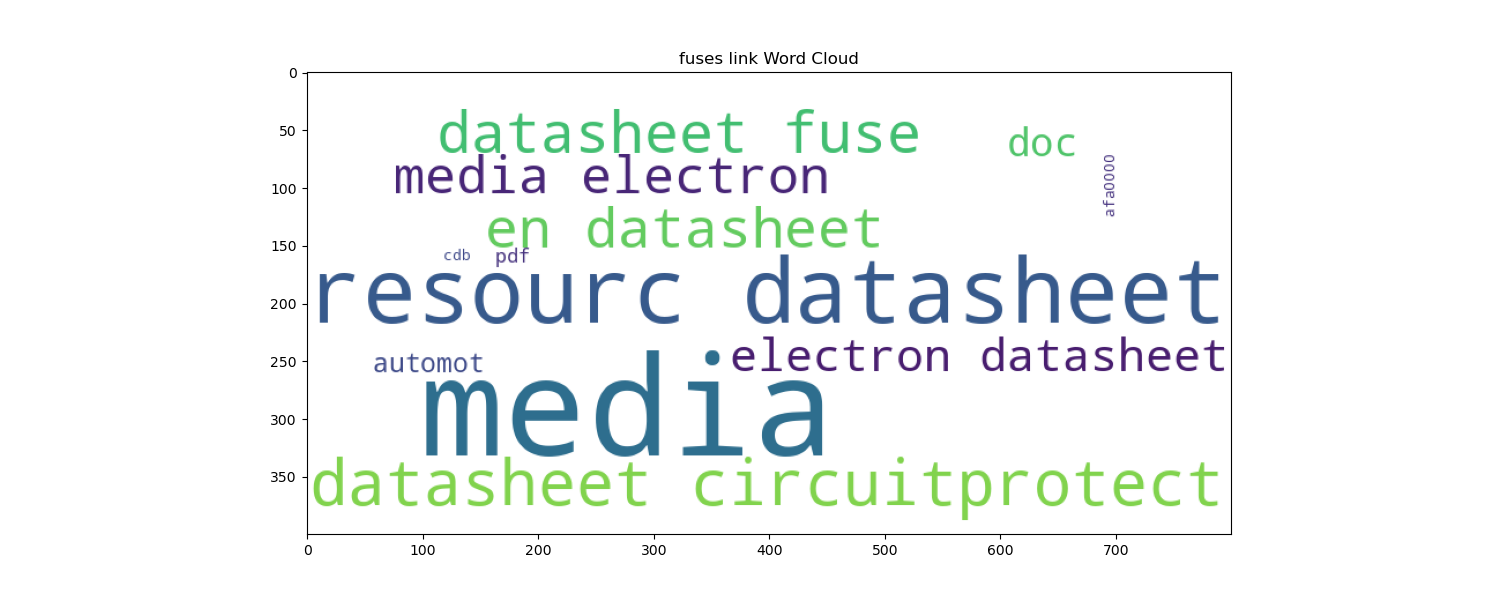 fuses link Word Cloud
0
50
100
150
200
250
300
350
datasheet fuse
doc
media electron
afa0000
en datasheet
cdb
pdf
resourc datasheet
electron datasheet
automot
media
datasheet circuitprotect
0 100 200 300 400 500 600 700